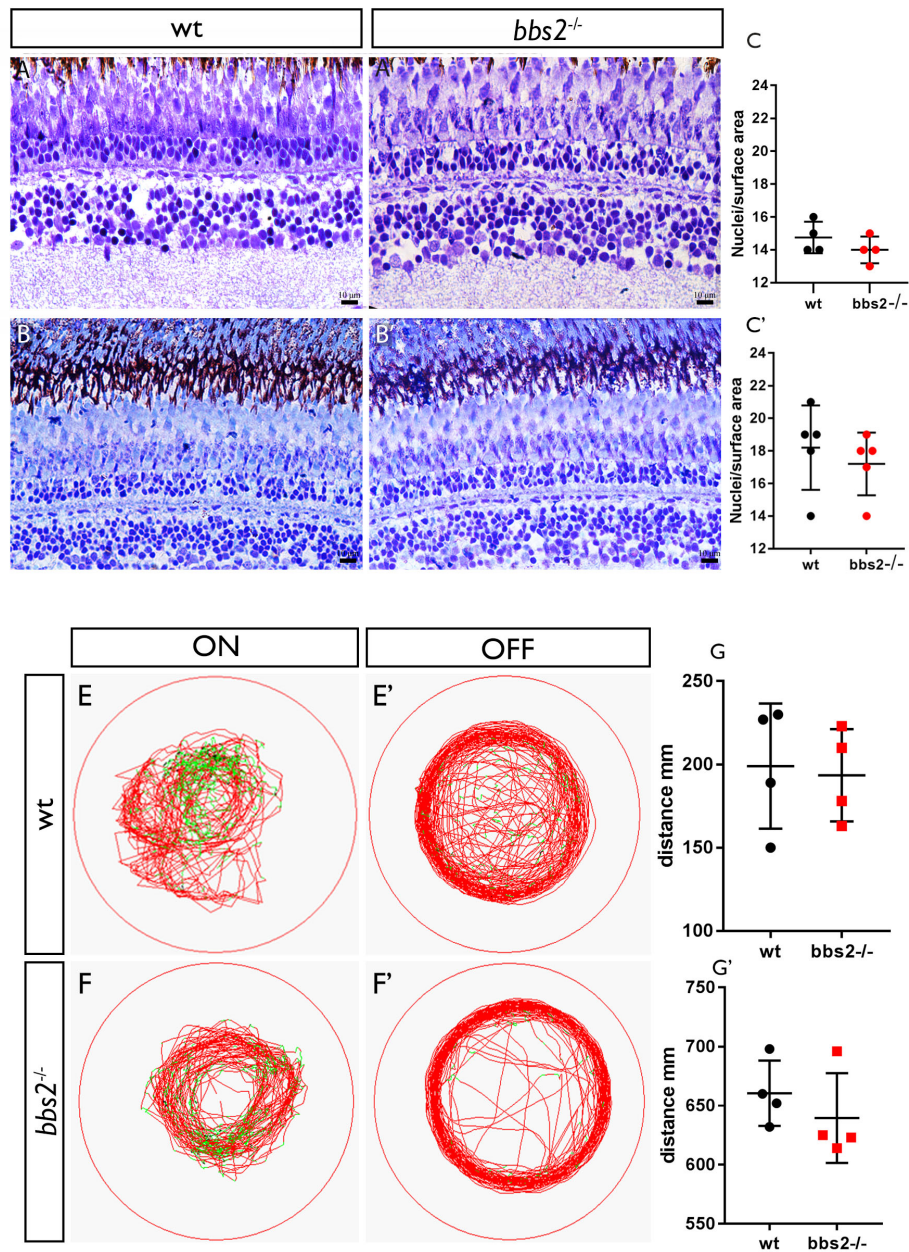 wt
bbs2-/-
A
A'
10 μm
10 μm
B
B'
10 μm
10 μm
C
Nuclei/surface area
24
22
20
18
16
14
12
wt
bbs2-/-
C'
Nuclei/surface area
24
22
20
18
16
14
12
wt
bbs2-/-
ON
OFF
wt
E
E'
bbs2-/-
F
F'
G
distance mm
250
200
150
100
wt
bbs2-/-
G'
distance mm
750
700
650
600
550
wt
bbs2-/-